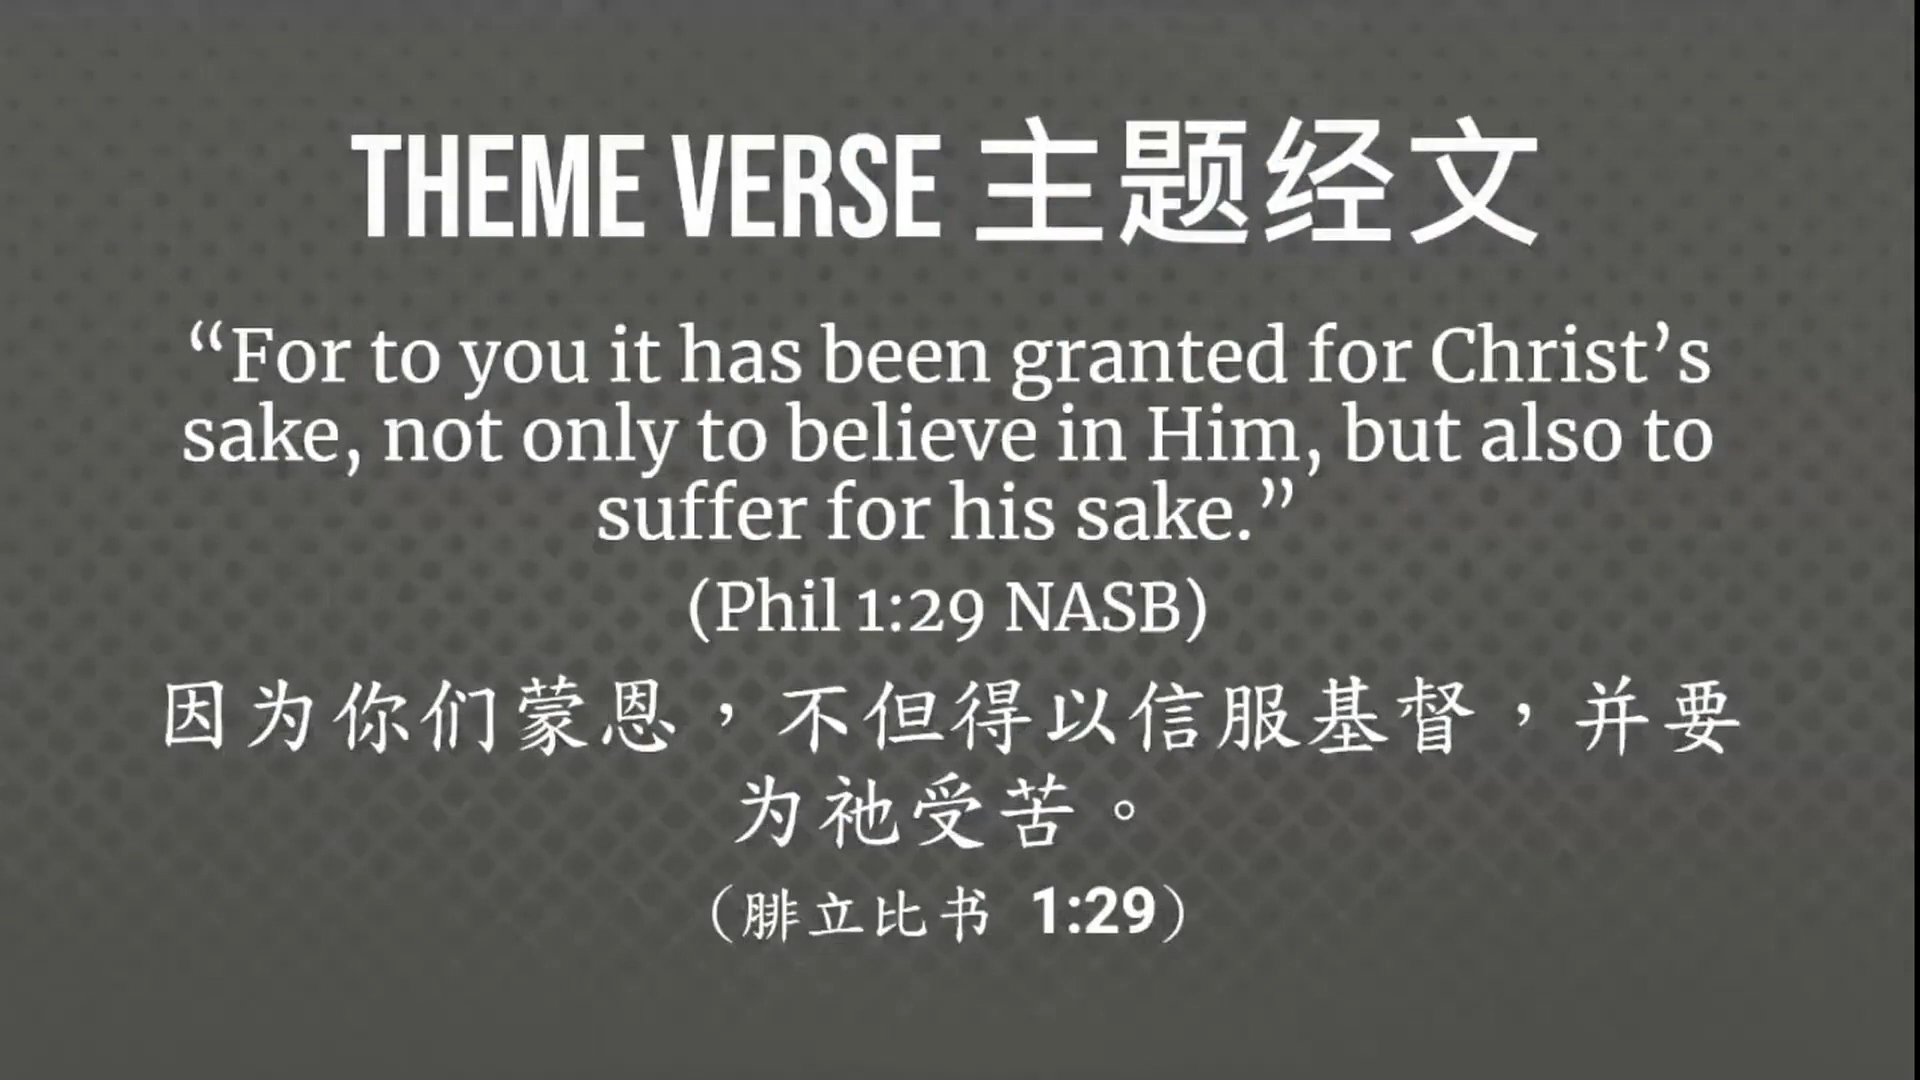 THEME VERSE 主题经文
“For to you it has been granted for Christ’s
sake, not only to believe in Him, but also to
suffer for his sake.”
(Phil 1:29 NASB)
因为你们蒙恩，不但得以信服基督，并要
为祂受苦。
（腓立比书 1:29）